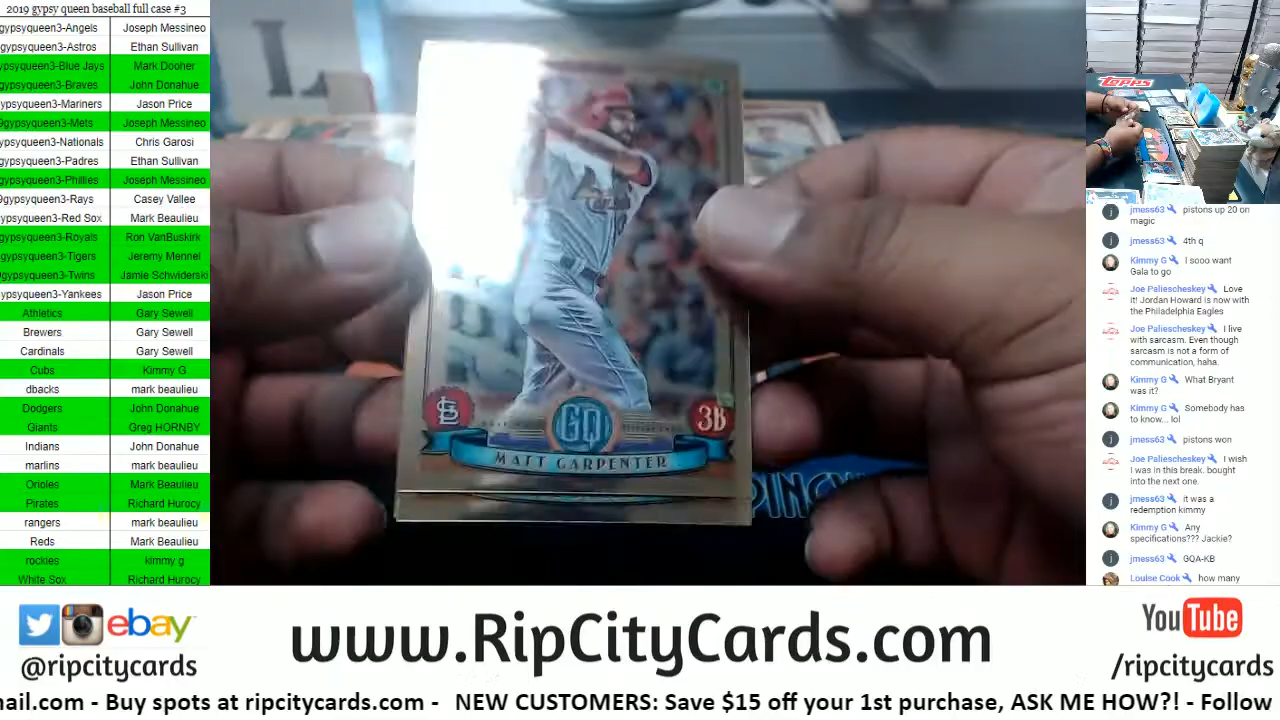 2019 gypsy queen baseball full case #3
gypsyqueen3-Angels Joseph Messineo
gypsyqueen3-Astros Ethan Sullivan
ypsyqueen3-Blue Jays Mark Dooher
gypsyqueen3-Braves John Donahue
gypsyqueen3-Mariners Jason Price
9gypsyqueen3-Mets Joseph Messineo
ypsyqueen3-Nationals Chris Garosi
gypsyqueen3-Padres Ethan Sullivan
gypsyqueen3-Phillies Joseph Messineo
9gypsyqueen3-Rays Casey Vallee
ypsyqueen3-Red Sox Mark Beaulieu
gypsyqueen3-Royals Ron VanBuskirk
gypsyqueen3-Tigers Jeremy Mennel
gypsyqueen3-Twins Jamie Schwiderski
ypsyqueen3-Yankees Jason Price
Athletics Gary Sewell
Brewers Gary Sewell
Cardinals Gary Sewell
Cubs Kimmy G
dbacks mark beaulieu
Dodgers John Donahue
Giants Greg HORNBY
Indians John Donahue
marlins mark beaulieu
Orioles Mark Beaulieu
Pirates Richard Hurocy
rangers mark beaulieu
Reds Mark Beaulieu
rockies kimmy g
White Sox Richard Hurocy
Cardinals
GQ
3B
MATT CARPENTER
topps
jmess63 pistons up 20 on
magic
jmess63 4th q
Kimmy G I sooo want
Gala to go
Joe Paliescheskey Love
it! Jordan Howard is now with
the Philadelphia Eagles
Joe Paliescheskey I live
with sarcasm. Even though
sarcasm is not a form of
communication, haha.
Kimmy G What Bryant
was it?
Kimmy G Somebody has
to know... lol
jmess63 pistons won
Joe Paliescheskey I wish
I was in this break. bought
into the next one.
jmess63 it was a
redemption kimmy
Kimmy G Any
specifications??? Jackie?
jmess63 GQA-KB
Louise Cook how many
ebay
@ripcitycards
www.RipCityCards.com
YouTube
/ripcitycards
mail.com - Buy spots at ripcitycards.com - NEW CUSTOMERS: Save $15 off your 1st purchase, ASK ME HOW?! - Follow